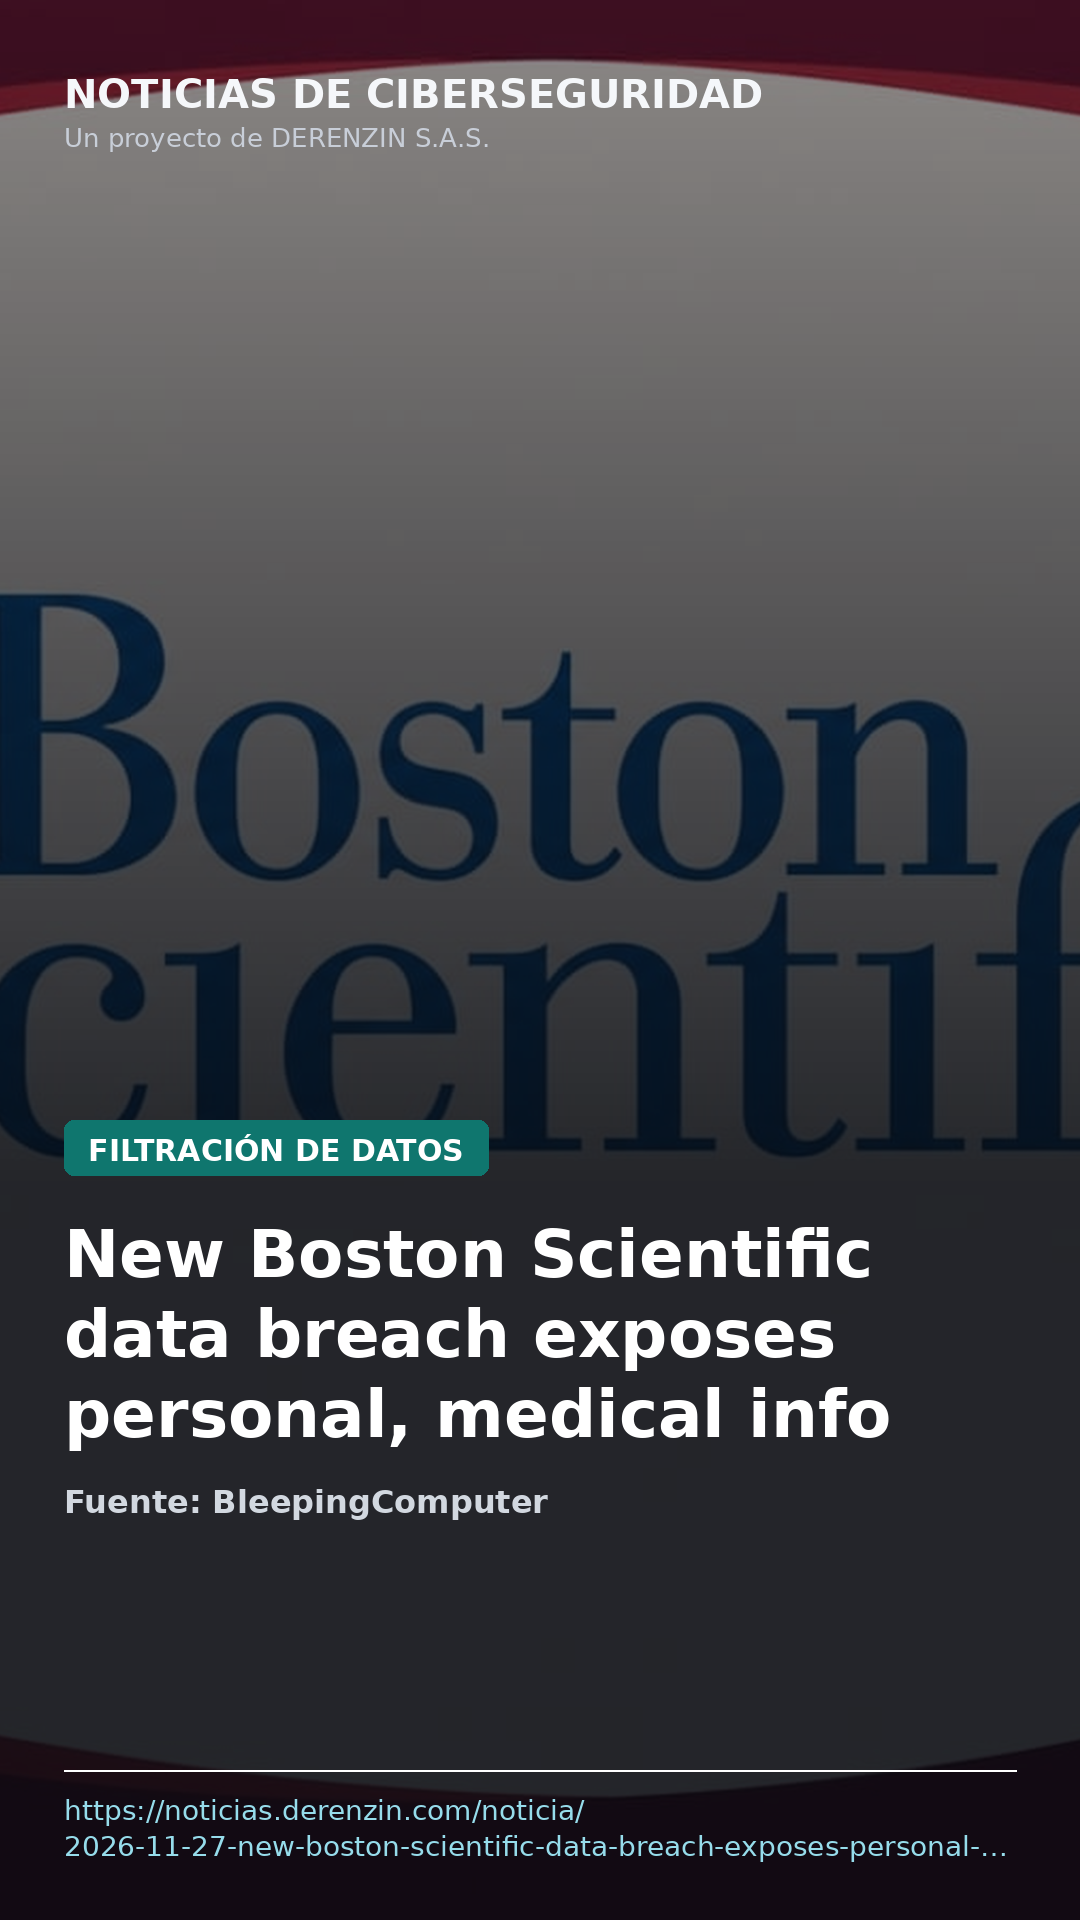 NOTICIAS DE CIBERSEGURIDAD
Un proyecto de DERENZIN S.A.S.
Boston
cientif
FILTRACIÓN DE DATOS
New Boston Scientific
data breach exposes
personal, medical info
Fuente: BleepingComputer
https://noticias.derenzin.com/noticia/
2026-11-27-new-boston-scientific-data-breach-exposes-personal-...